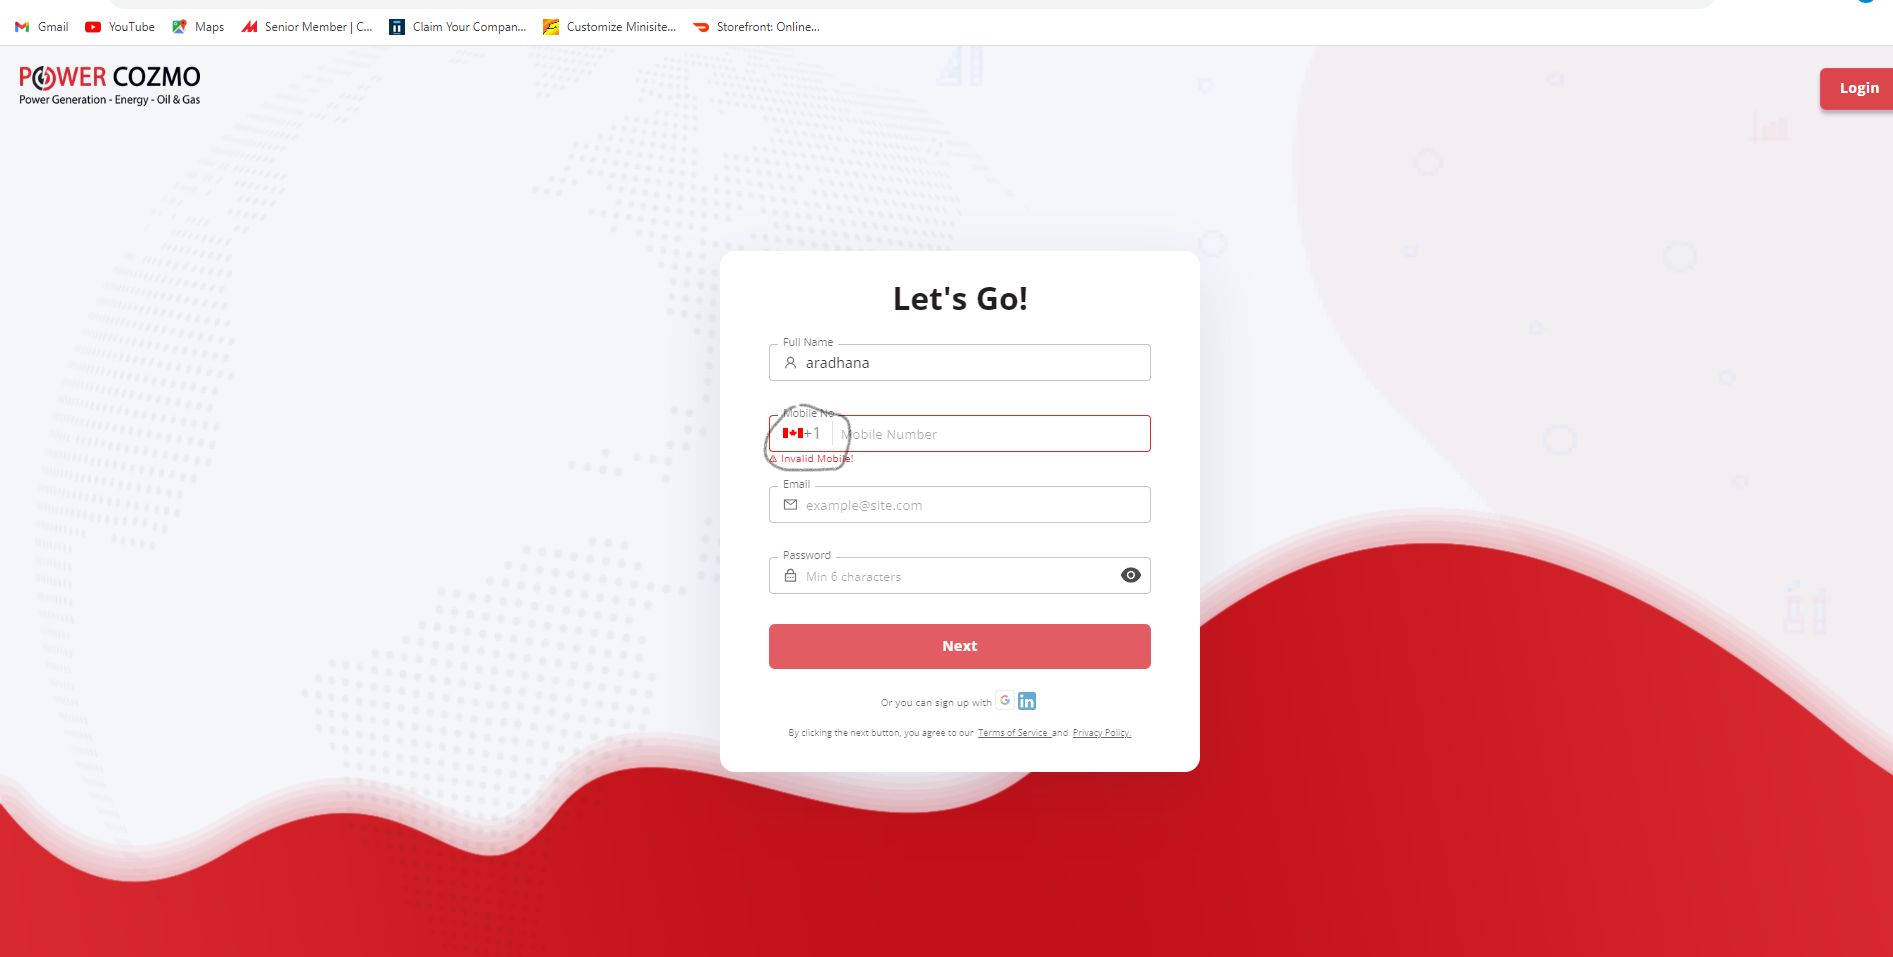 Gmail YouTube Maps Senior Member | C... Claim Your Compan... Customize Minisite... Storefront: Online...
POWER COZMO
Power Generation - Energy - Oil & Gas
Login
Let's Go!
Full Name
aradhana
Mobile No
+1 Mobile Number
Invalid Mobile!
Email
example@site.com
Password
Min 6 characters
Next
Or you can sign up with G in
By clicking the next button, you agree to our Terms of Service and Privacy Policy.